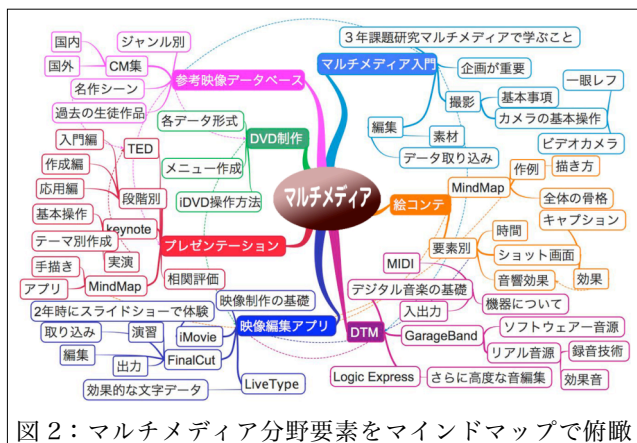 マルチメディア
マルチメディア入門
3年課題研究マルチメディアで学ぶこと
企画が重要
撮影
基本事項
カメラの基本操作
一眼レフ
ビデオカメラ
編集
素材
データ取り込み
絵コンテ
MindMap
作例
描き方
全体の骨格
要素別
時間
ショット画面
キャプション
音響効果
効果
DTM
デジタル音楽の基礎
MIDI
入出力
機器について
GarageBand
ソフトウェアー音源
リアル音源
録音技術
効果音
Logic Express
さらに高度な音編集
映像編集アプリ
映像制作の基礎
iMovie
2年時にスライドショーで体験
FinalCut
演習
取り込み
編集
出力
LiveType
効果的な文字データ
プレゼンテーション
TED
段階別
入門編
作成編
応用編
keynote
基本操作
テーマ別作成
実演
MindMap
手描き
アプリ
相関評価
DVD制作
各データ形式
メニュー作成
iDVD操作方法
参考映像データベース
ジャンル別
CM集
国内
国外
名作シーン
過去の生徒作品
図2：マルチメディア分野要素をマインドマップで俯瞰